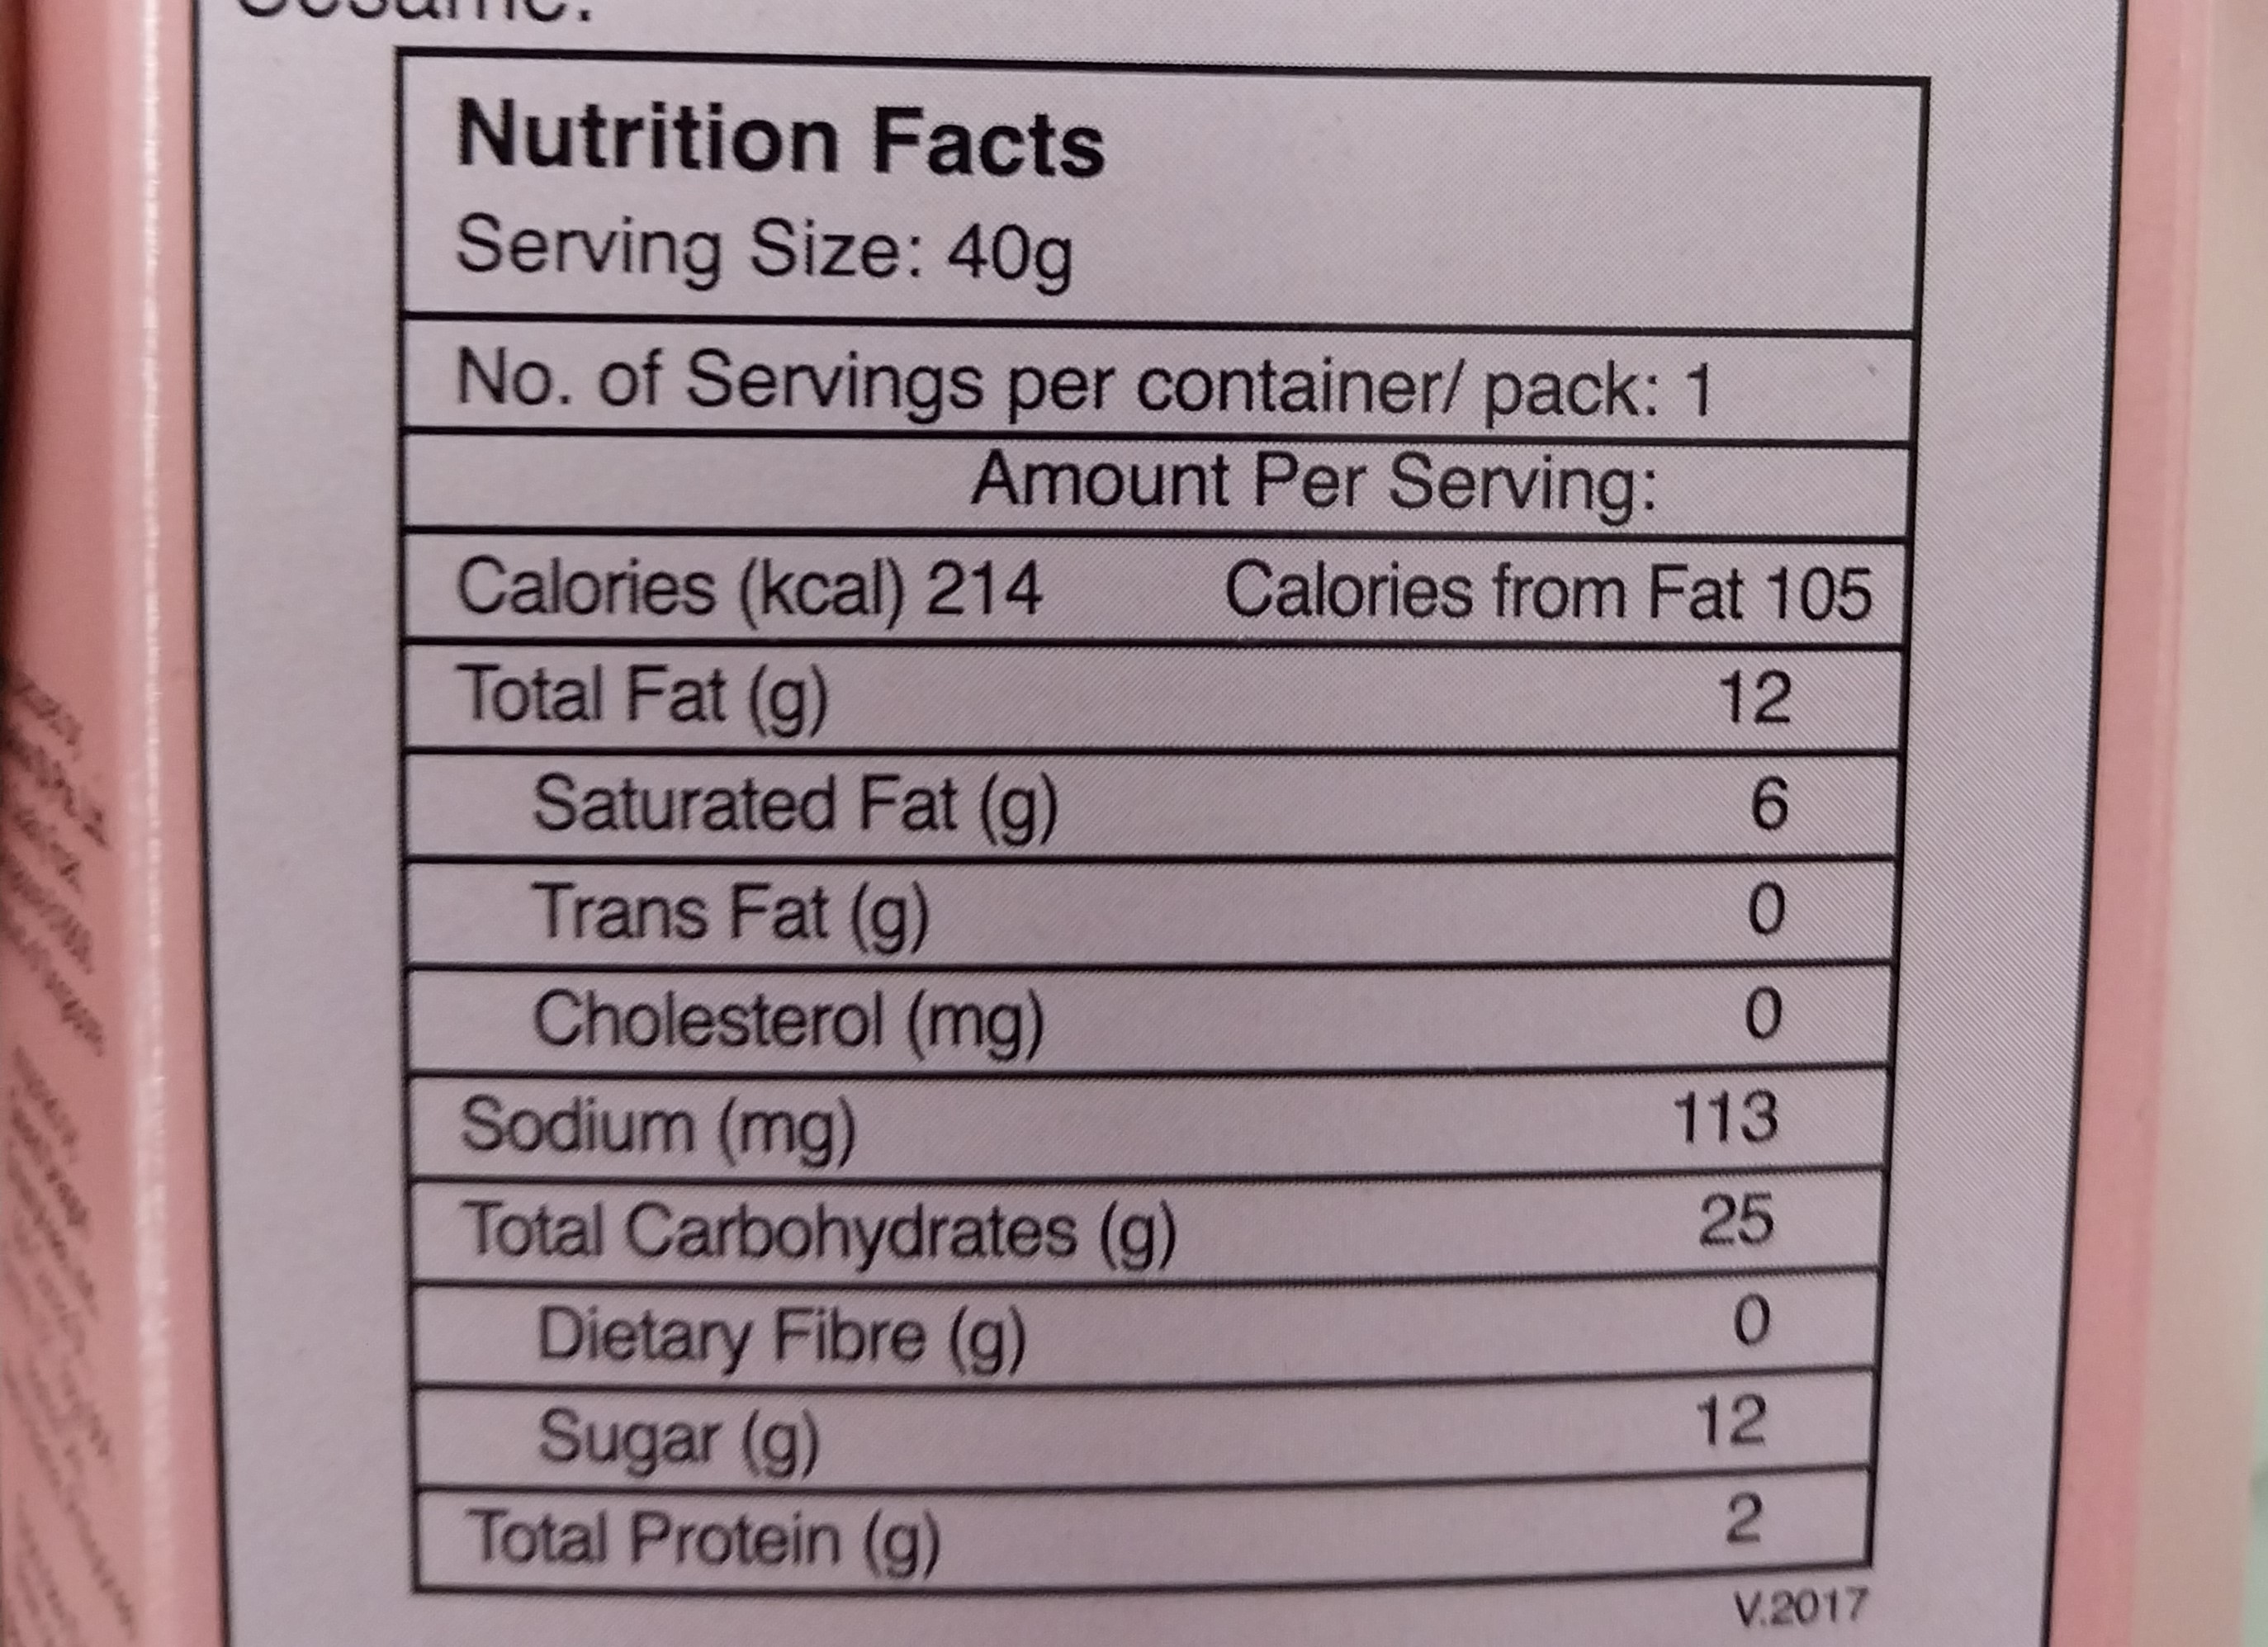 Nutrition Facts
Serving Size: 40g
No. of Servings per container/ pack: 1
Amount Per Serving:
Calories (kcal) 214 Calories from Fat 105
Total Fat (g) 12
Saturated Fat (g) 6
Trans Fat (g) 0
Cholesterol (mg) 0
Sodium (mg) 113
Total Carbohydrates (g) 25
Dietary Fibre (g) 0
Sugar (g) 12
Total Protein (g) 2
V.2017